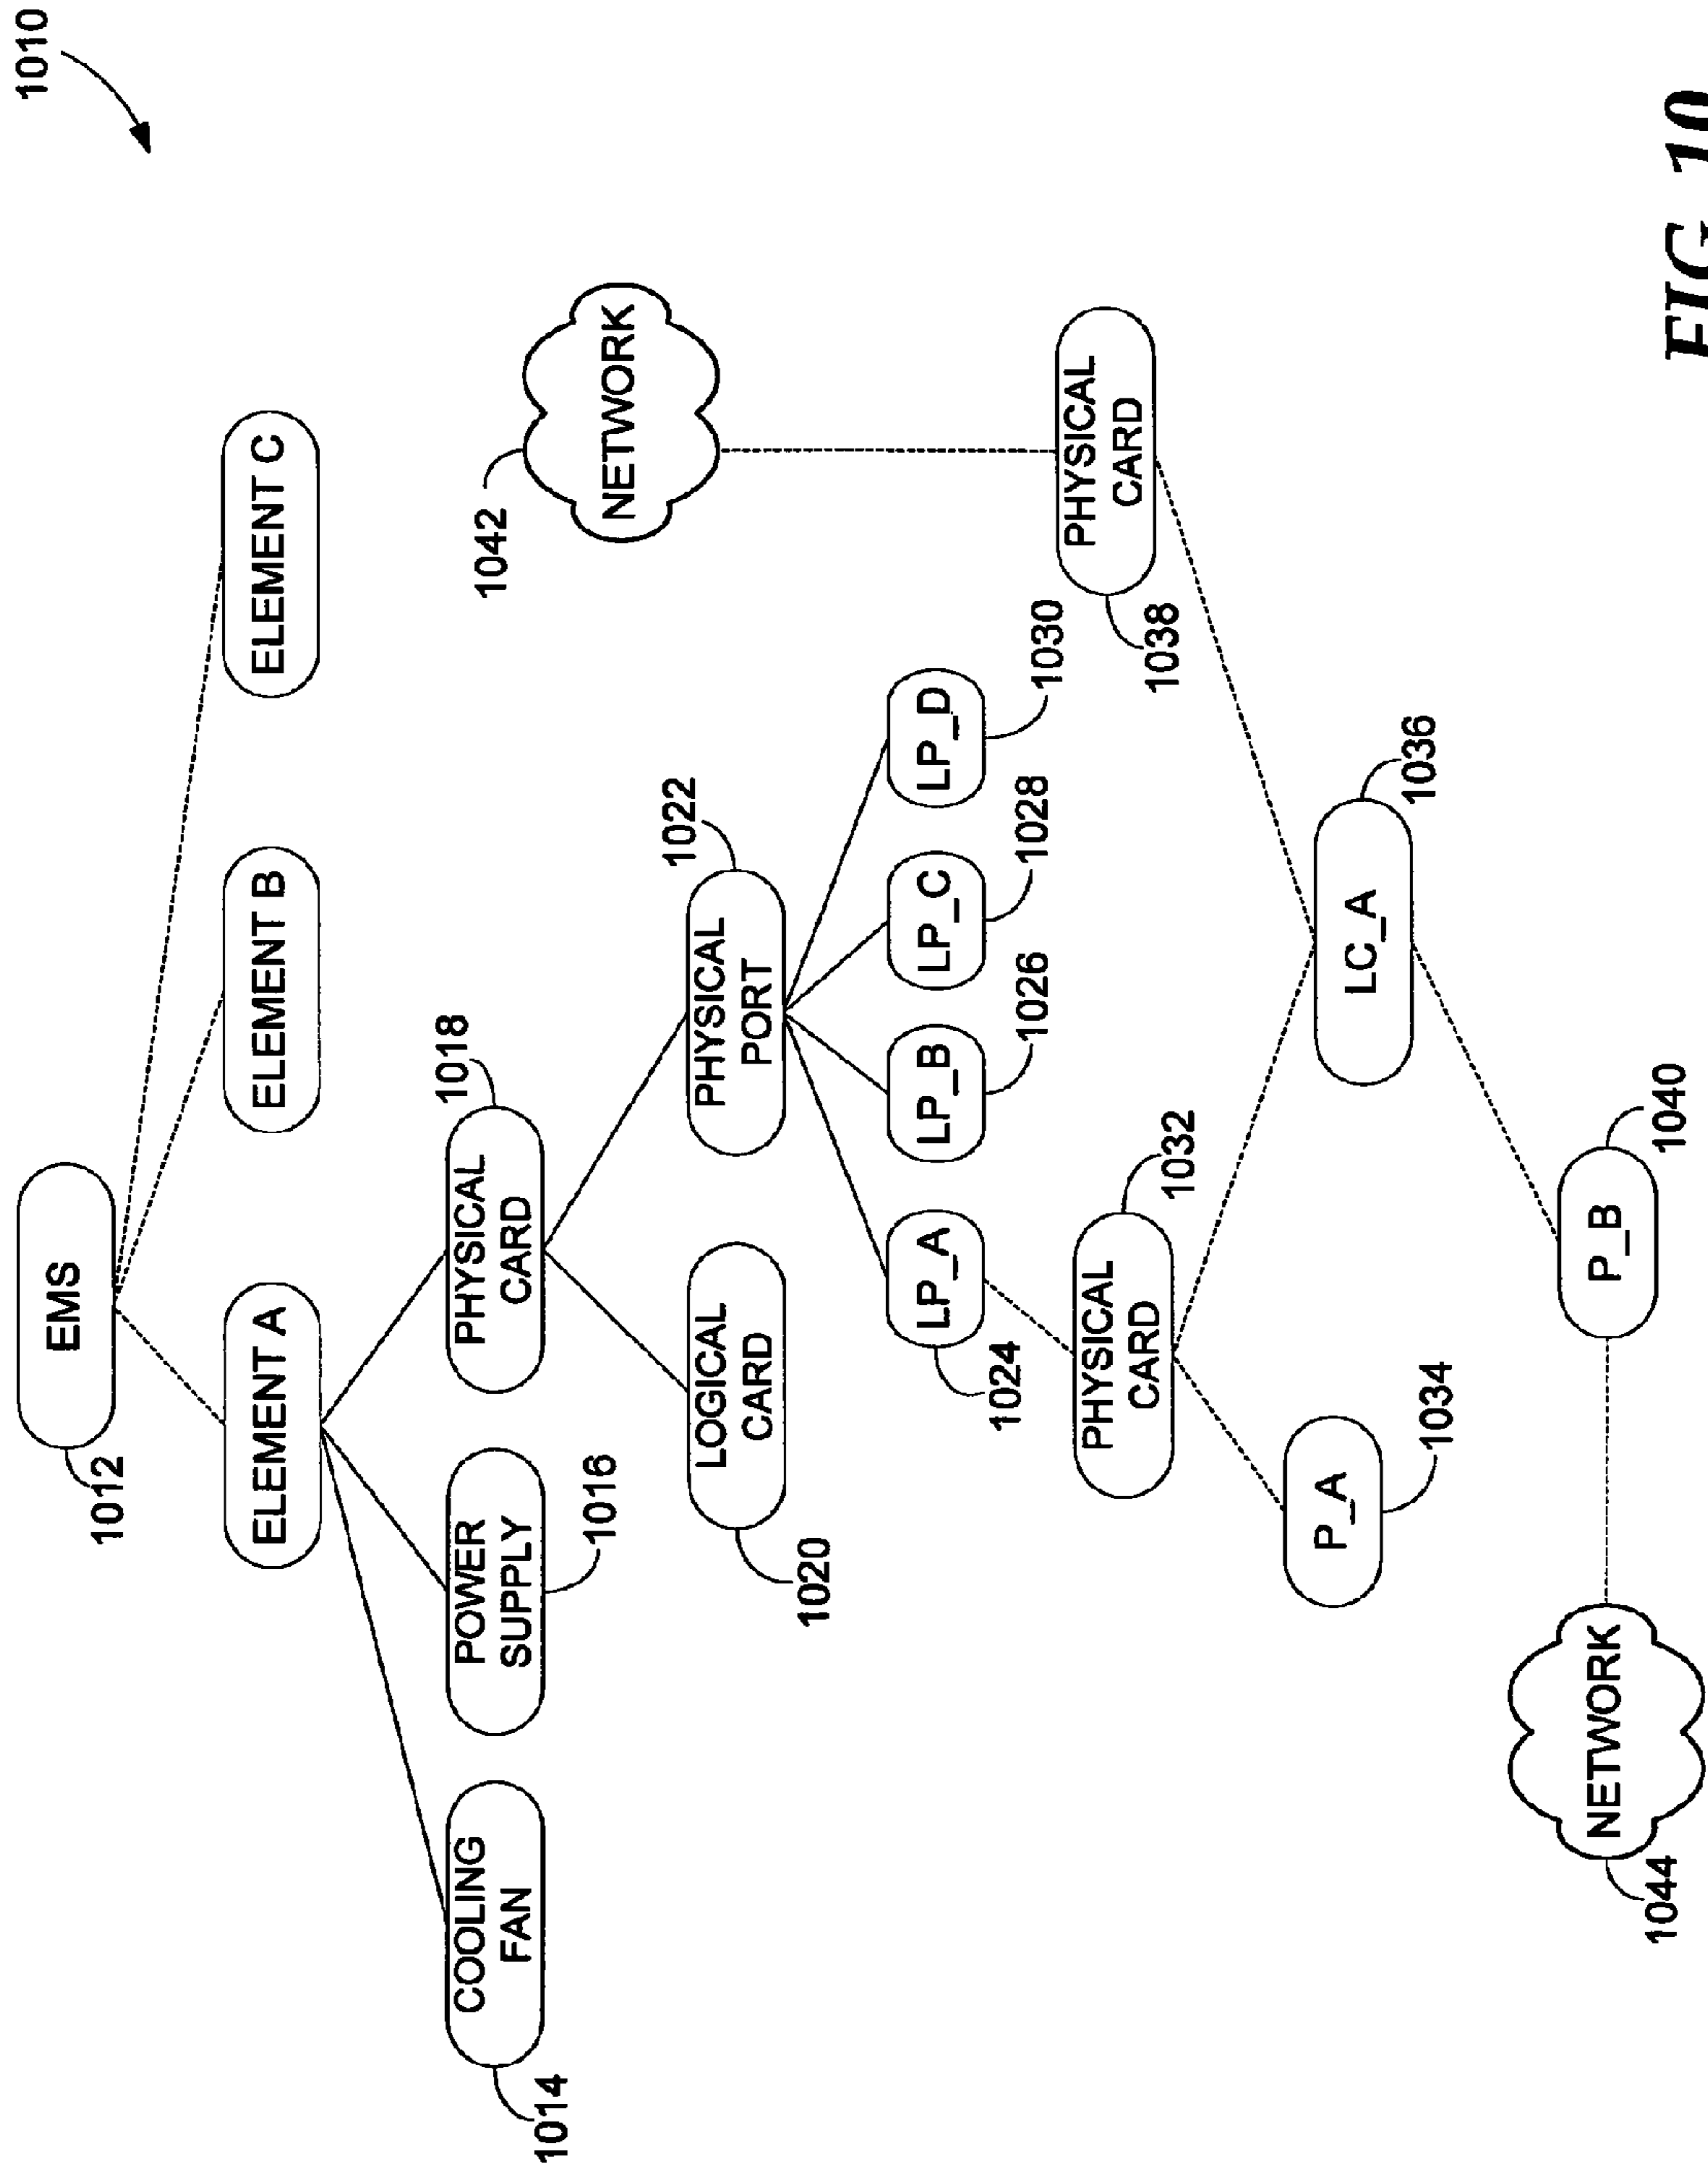 1010
EMS
1012
ELEMENT A
ELEMENT B
ELEMENT C
COOLING
FAN
1014
POWER
SUPPLY
1016
PHYSICAL
CARD
1018
NETWORK
1042
LOGICAL
CARD
1020
PHYSICAL
PORT
1022
LP_A
1024
LP_B
1026
LP_C
1028
LP_D
1030
PHYSICAL
CARD
1032
PHYSICAL
CARD
1038
P_A
1034
LC_A
1036
NETWORK
1044
P_B
1040
FIG. 10